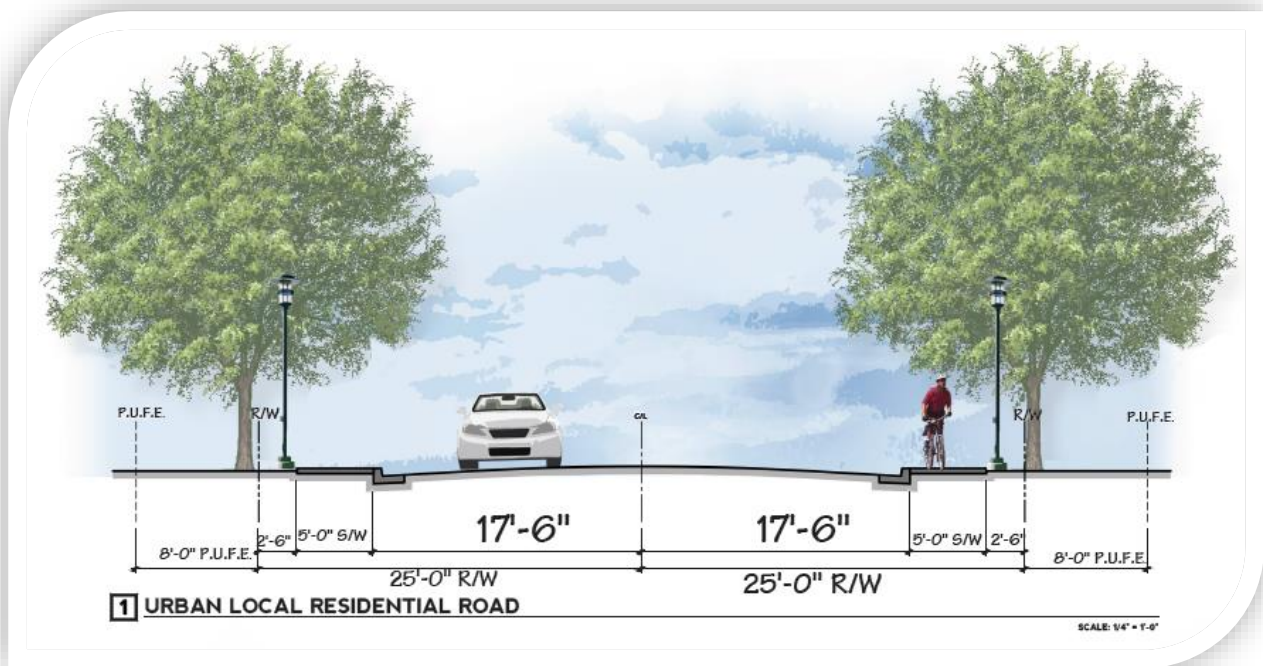 P.U.F.E.
R/W
C/L
R/W
P.U.F.E.
2'-6"
5'-0" S/W
17'-6"
17'-6"
5'-0" S/W
2'-6"
8'-0" P.U.F.E.
8'-0" P.U.F.E.
25'-0" R/W
25'-0" R/W
1 URBAN LOCAL RESIDENTIAL ROAD
SCALE: 1/4" = 1'-0"